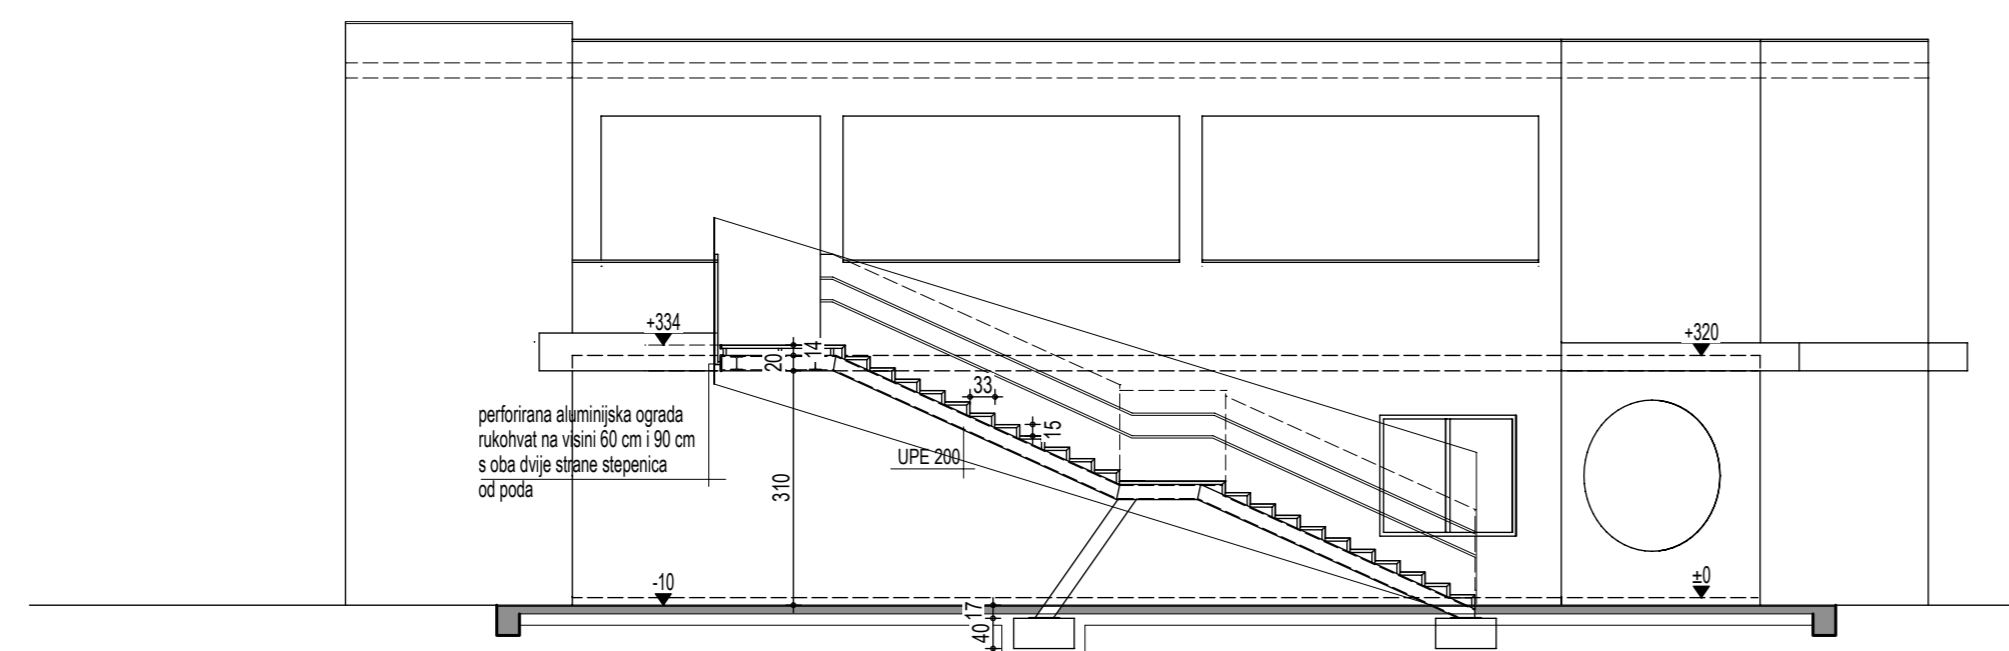 +334
+320
20
14
33
15
perforirana aluminijska ograda
rukohvat na visini 60 cm i 90 cm
s oba dvije strane stepenica
od poda
UPE 200
310
-10
±0
17
40